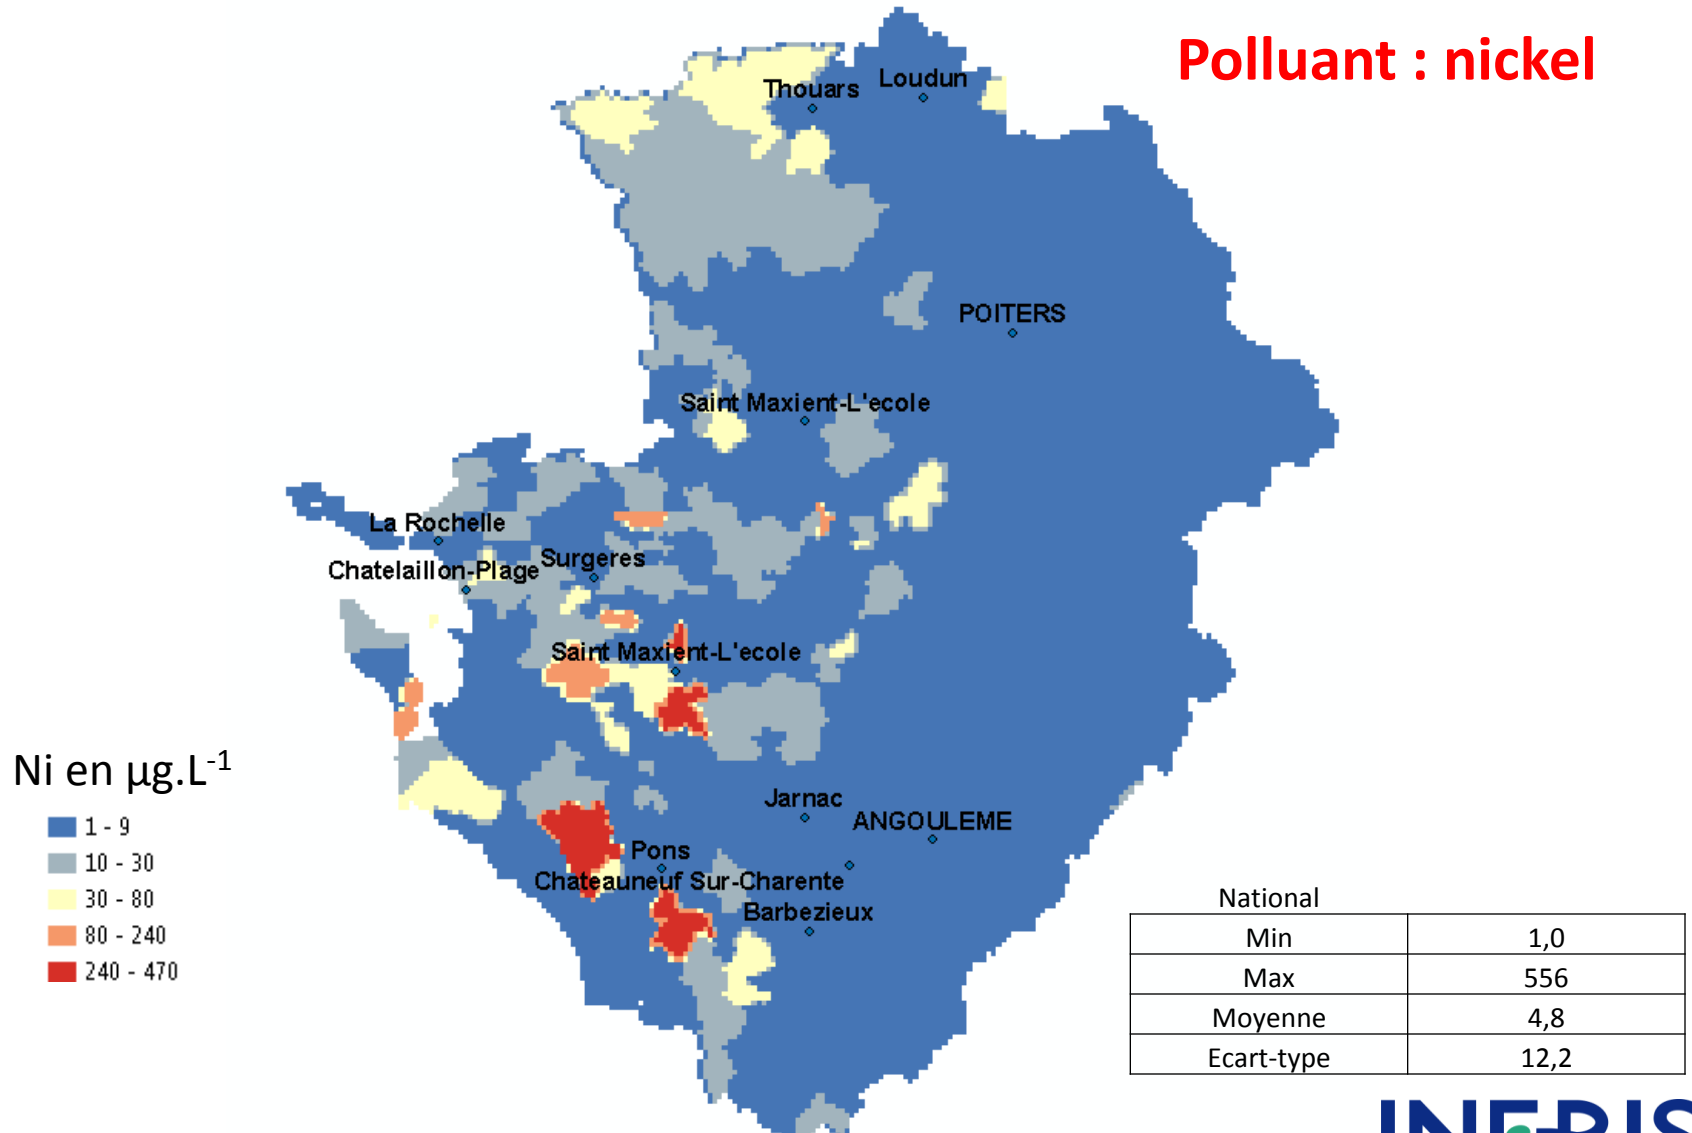 Polluant : nickel
Thouars
Loudun
POITERS
Saint Maxient-L'ecole
La Rochelle
Chatelaillon-Plage
Surgeres
Saint Maxient-L'ecole
Ni en µg.L-1
1 - 9
10 - 30
30 - 80
80 - 240
240 - 470
Jarnac
ANGOULEME
Pons
Chateauneuf Sur-Charente
Barbezieux
National
Min 1,0
Max 556
Moyenne 4,8
Ecart-type 12,2
INERIS